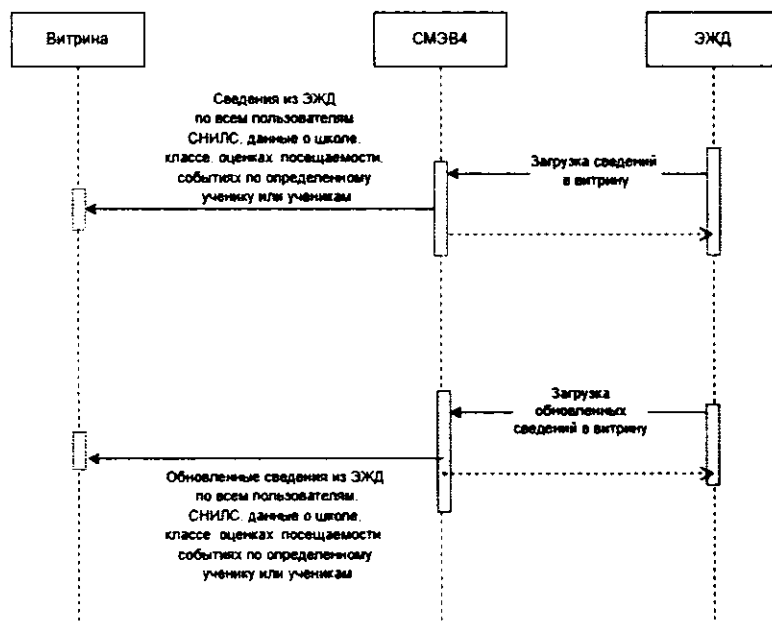 Витрина
СМЭВ4
ЭЖД
Сведения из ЭЖД
по всем пользователям
СНИЛС, данные о школе,
классе, оценках, посещаемости,
событиях по определенному
ученику или ученикам
Загрузка сведений
в витрину
Загрузка
обновленных
сведений в витрину
Обновленные сведения из ЭЖД
по всем пользователям,
СНИЛС, данные о школе,
классе, оценках, посещаемости
событиях по определенному
ученику или ученикам